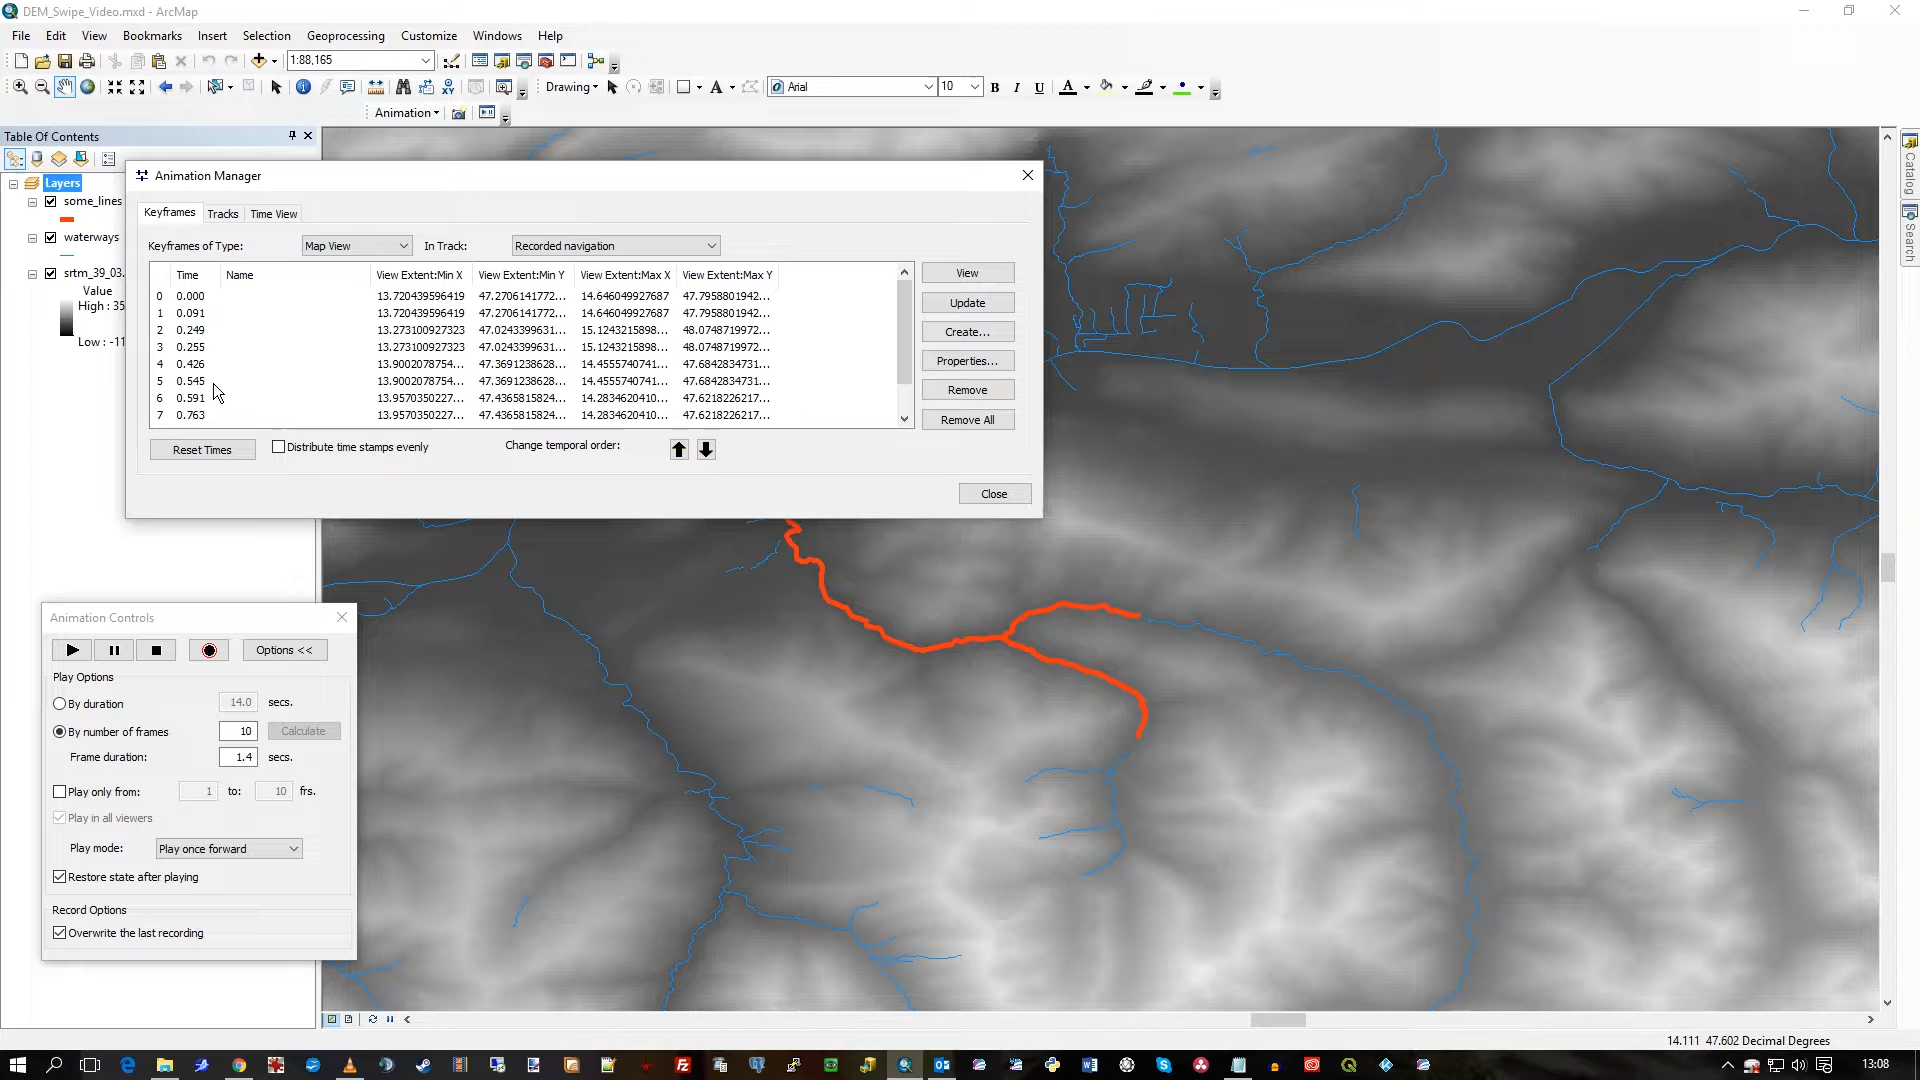 DEM_Swipe_Video.mxd - ArcMap
File Edit View Bookmarks Insert Selection Geoprocessing Customize Windows Help
1:88,165
Drawing Arial 10 B I U A
Animation
Table Of Contents
Layers
some_lines
waterways
srtm_39_03.
Value
High : 35
Low : -11
Animation Manager
Keyframes Tracks Time View
Keyframes of Type: Map View In Track: Recorded navigation
Time Name View Extent:Min X View Extent:Min Y View Extent:Max X View Extent:Max Y
0 0.000 13.720439596419 47.2706141772... 14.646049927687 47.7958801942...
1 0.091 13.720439596419 47.2706141772... 14.646049927687 47.7958801942...
2 0.249 13.273100927323 47.0243399631... 15.1243215898... 48.0748719972...
3 0.255 13.273100927323 47.0243399631... 15.1243215898... 48.0748719972...
4 0.426 13.9002078754... 47.3691238628... 14.4555740741... 47.6842834731...
5 0.545 13.9002078754... 47.3691238628... 14.4555740741... 47.6842834731...
6 0.591 13.9570350227... 47.4365815824... 14.2834620410... 47.6218226217...
7 0.763 13.9570350227... 47.4365815824... 14.2834620410... 47.6218226217...
View
Update
Create...
Properties...
Remove
Remove All
Reset Times Distribute time stamps evenly Change temporal order:
Close
Animation Controls
Options <<
Play Options
By duration 14.0 secs.
By number of frames 10 Calculate
Frame duration: 1.4 secs.
Play only from: 1 to: 10 frs.
Play in all viewers
Play mode: Play once forward
Restore state after playing
Record Options
Overwrite the last recording
Catalog
Search
14.111 47.602 Decimal Degrees
13:08